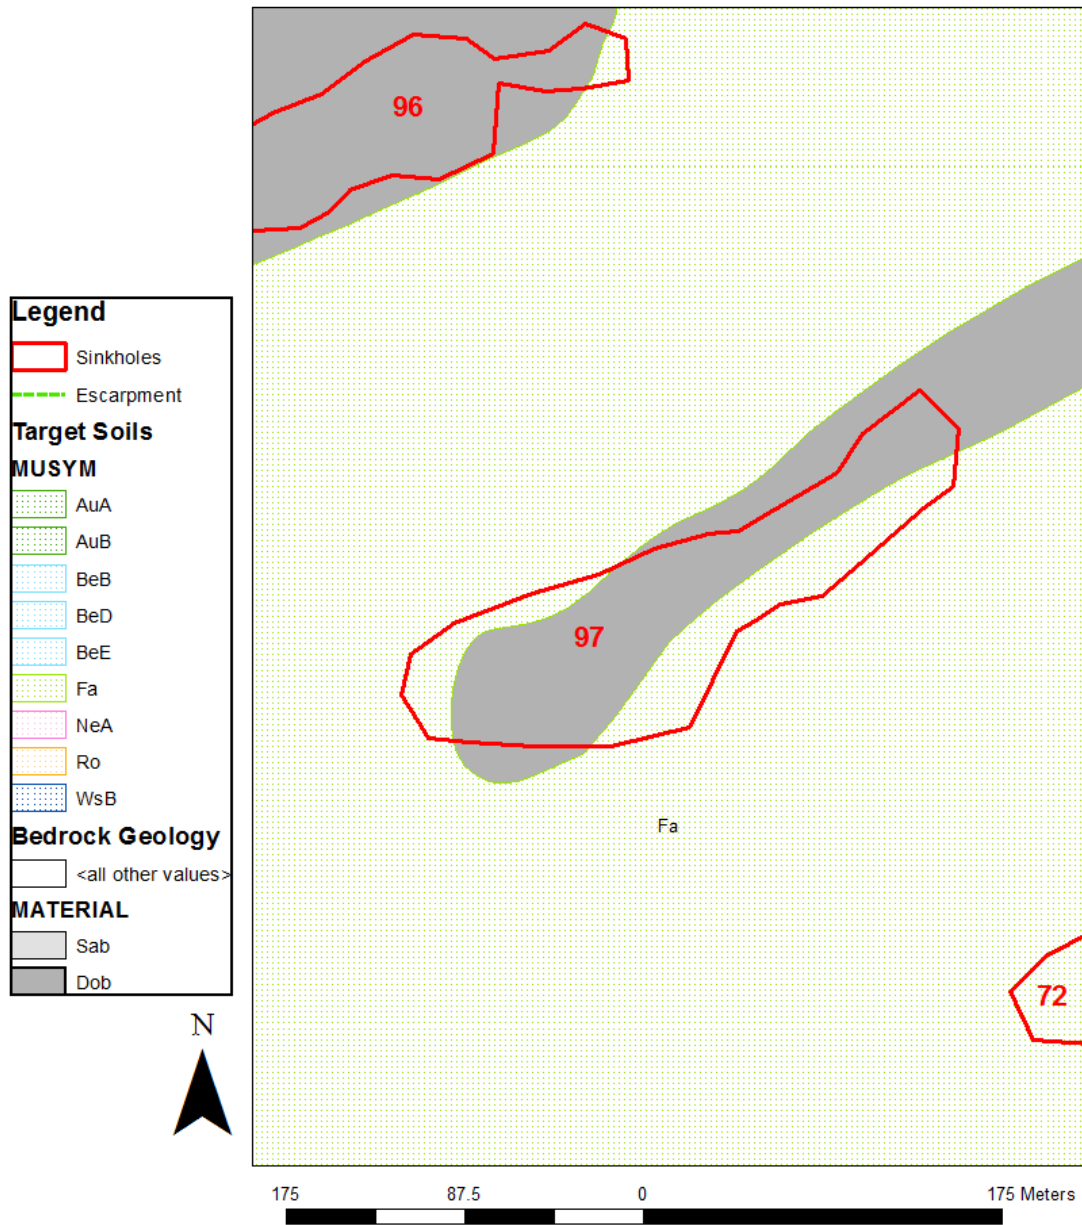 96
97
Fa
72
Legend
Sinkholes
Escarpment
Target Soils
MUSYM
AuA
AuB
BeB
BeD
BeE
Fa
NeA
Ro
WsB
Bedrock Geology
<all other values>
MATERIAL
Sab
Dob
N
175 87.5 0 175 Meters